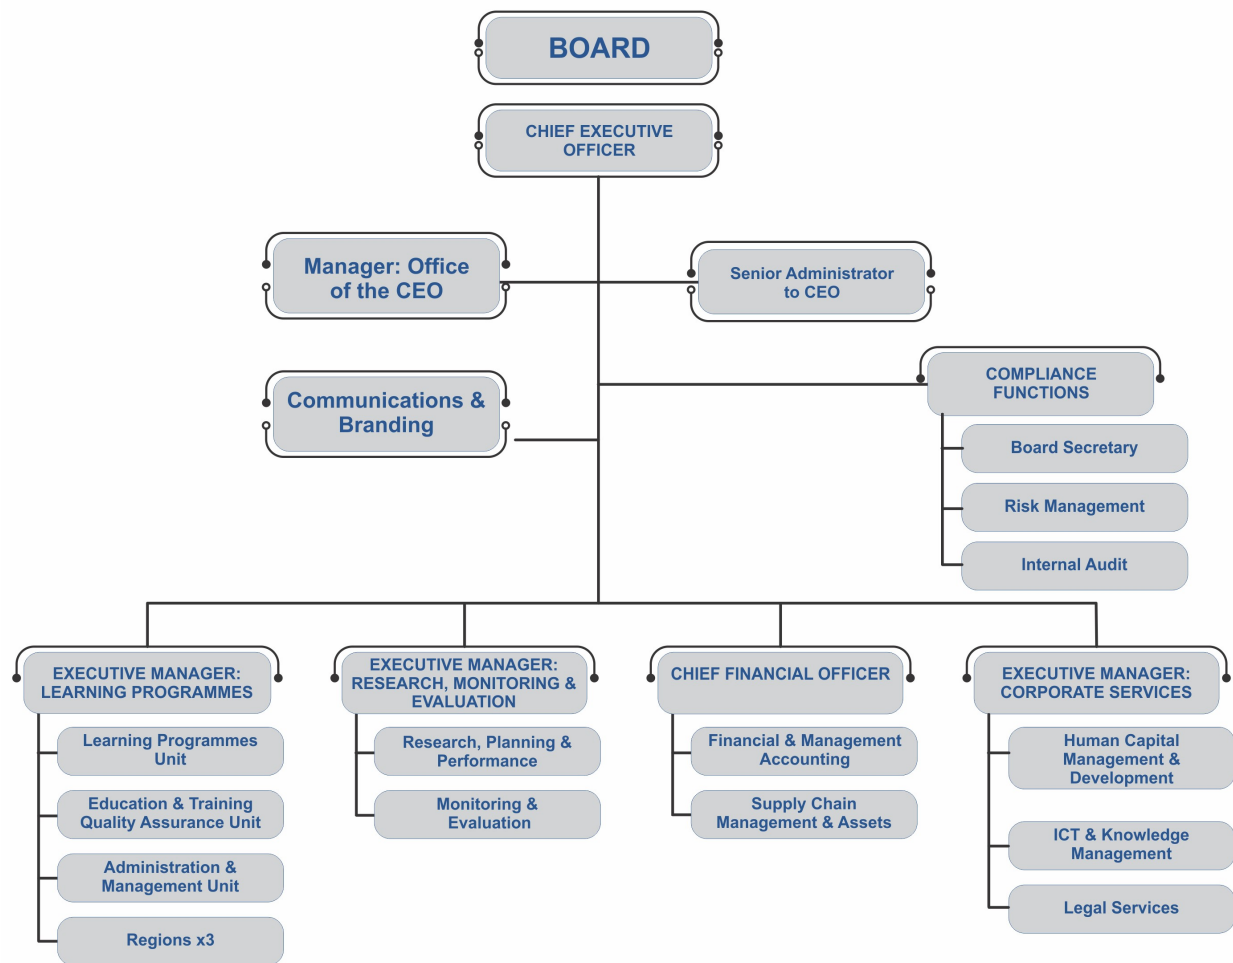 BOARD
CHIEF EXECUTIVE
OFFICER
Manager: Office
of the CEO
Senior Administrator
to CEO
Communications &
Branding
COMPLIANCE
FUNCTIONS
Board Secretary
Risk Management
Internal Audit
EXECUTIVE MANAGER:
LEARNING PROGRAMMES
Learning Programmes
Unit
Education & Training
Quality Assurance Unit
Administration &
Management Unit
Regions x3
EXECUTIVE MANAGER:
RESEARCH, MONITORING &
EVALUATION
Research, Planning &
Performance
Monitoring &
Evaluation
CHIEF FINANCIAL OFFICER
Financial & Management
Accounting
Supply Chain
Management & Assets
EXECUTIVE MANAGER:
CORPORATE SERVICES
Human Capital
Management &
Development
ICT & Knowledge
Management
Legal Services